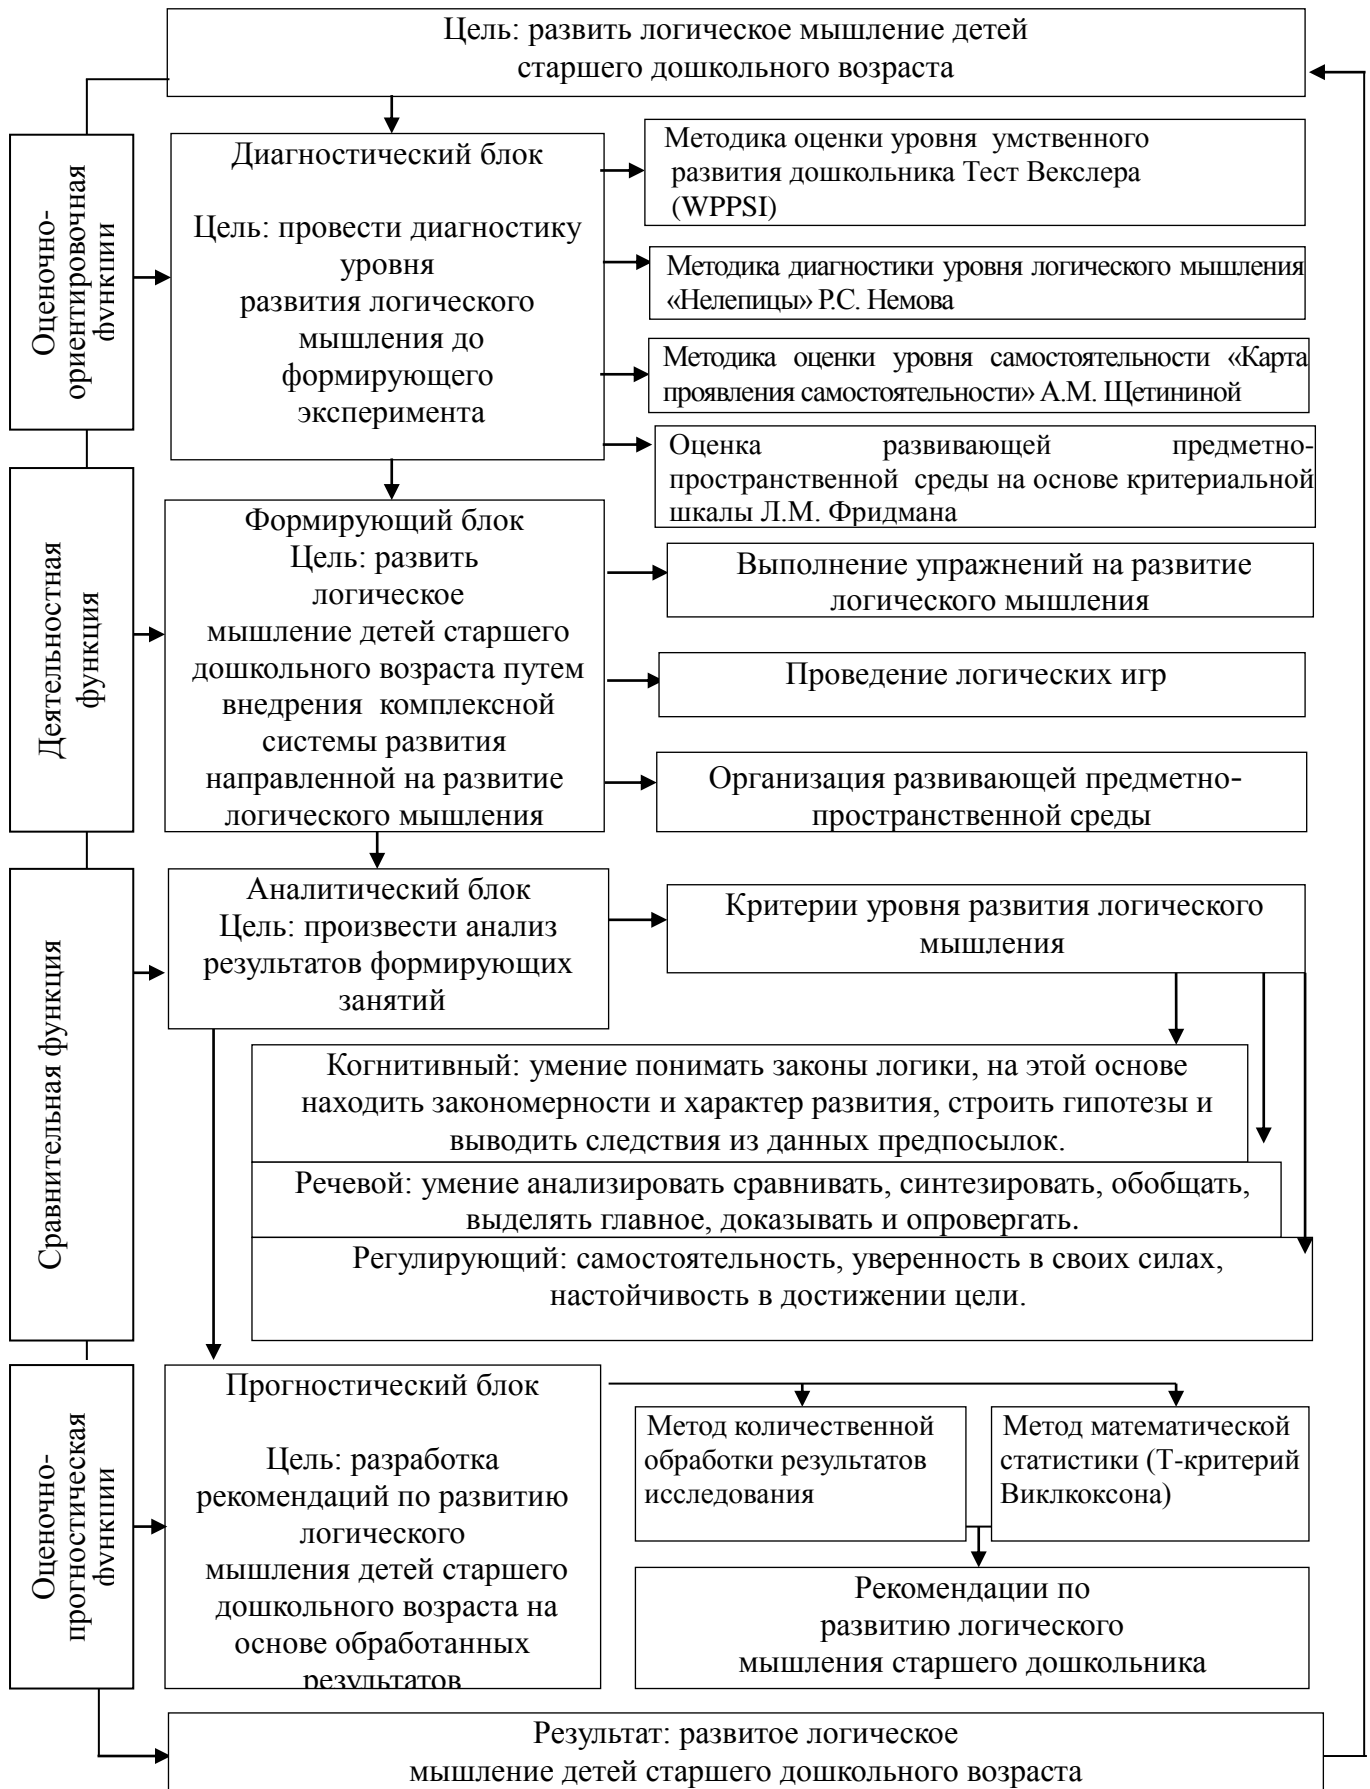 Цель: развить логическое мышление детей
старшего дошкольного возраста
Оценочно-
ориентировочная
функции
Диагностический блок
Цель: провести диагностику
уровня
развития логического
мышления до
формирующего
эксперимента
Методика оценки уровня умственного
развития дошкольника Тест Векслера
(WPPSI)
Методика диагностики уровня логического мышления
«Нелепицы» Р.С. Немова
Методика оценки уровня самостоятельности «Карта
проявления самостоятельности» А.М. Щетининой
Оценка развивающей предметно-
пространственной среды на основе критериальной
шкалы Л.М. Фридмана
Деятельностная
функция
Формирующий блок
Цель: развить
логическое
мышление детей старшего
дошкольного возраста путем
внедрения комплексной
системы развития
направленной на развитие
логического мышления
Выполнение упражнений на развитие
логического мышления
Проведение логических игр
Организация развивающей предметно-
пространственной среды
Сравнительная функция
Аналитический блок
Цель: произвести анализ
результатов формирующих
занятий
Критерии уровня развития логического
мышления
Когнитивный: умение понимать законы логики, на этой основе
находить закономерности и характер развития, строить гипотезы и
выводить следствия из данных предпосылок.
Речевой: умение анализировать сравнивать, синтезировать, обобщать,
выделять главное, доказывать и опровергать.
Регулирующий: самостоятельность, уверенность в своих силах,
настойчивость в достижении цели.
Оценочно-
прогностическая
функции
Прогностический блок
Цель: разработка
рекомендаций по развитию
логического
мышления детей старшего
дошкольного возраста на
основе обработанных
результатов
Метод количественной
обработки результатов
исследования
Метод математической
статистики (Т-критерий
Виклкоксона)
Рекомендации по
развитию логического
мышления старшего дошкольника
Результат: развитое логическое
мышление детей старшего дошкольного возраста